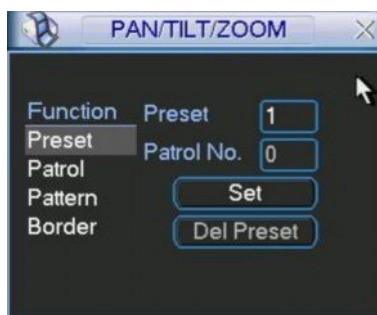 PAN/TILT/ZOOM
Function Preset 1
Preset
Patrol No. 0
Patrol
Pattern Set
Border Del Preset